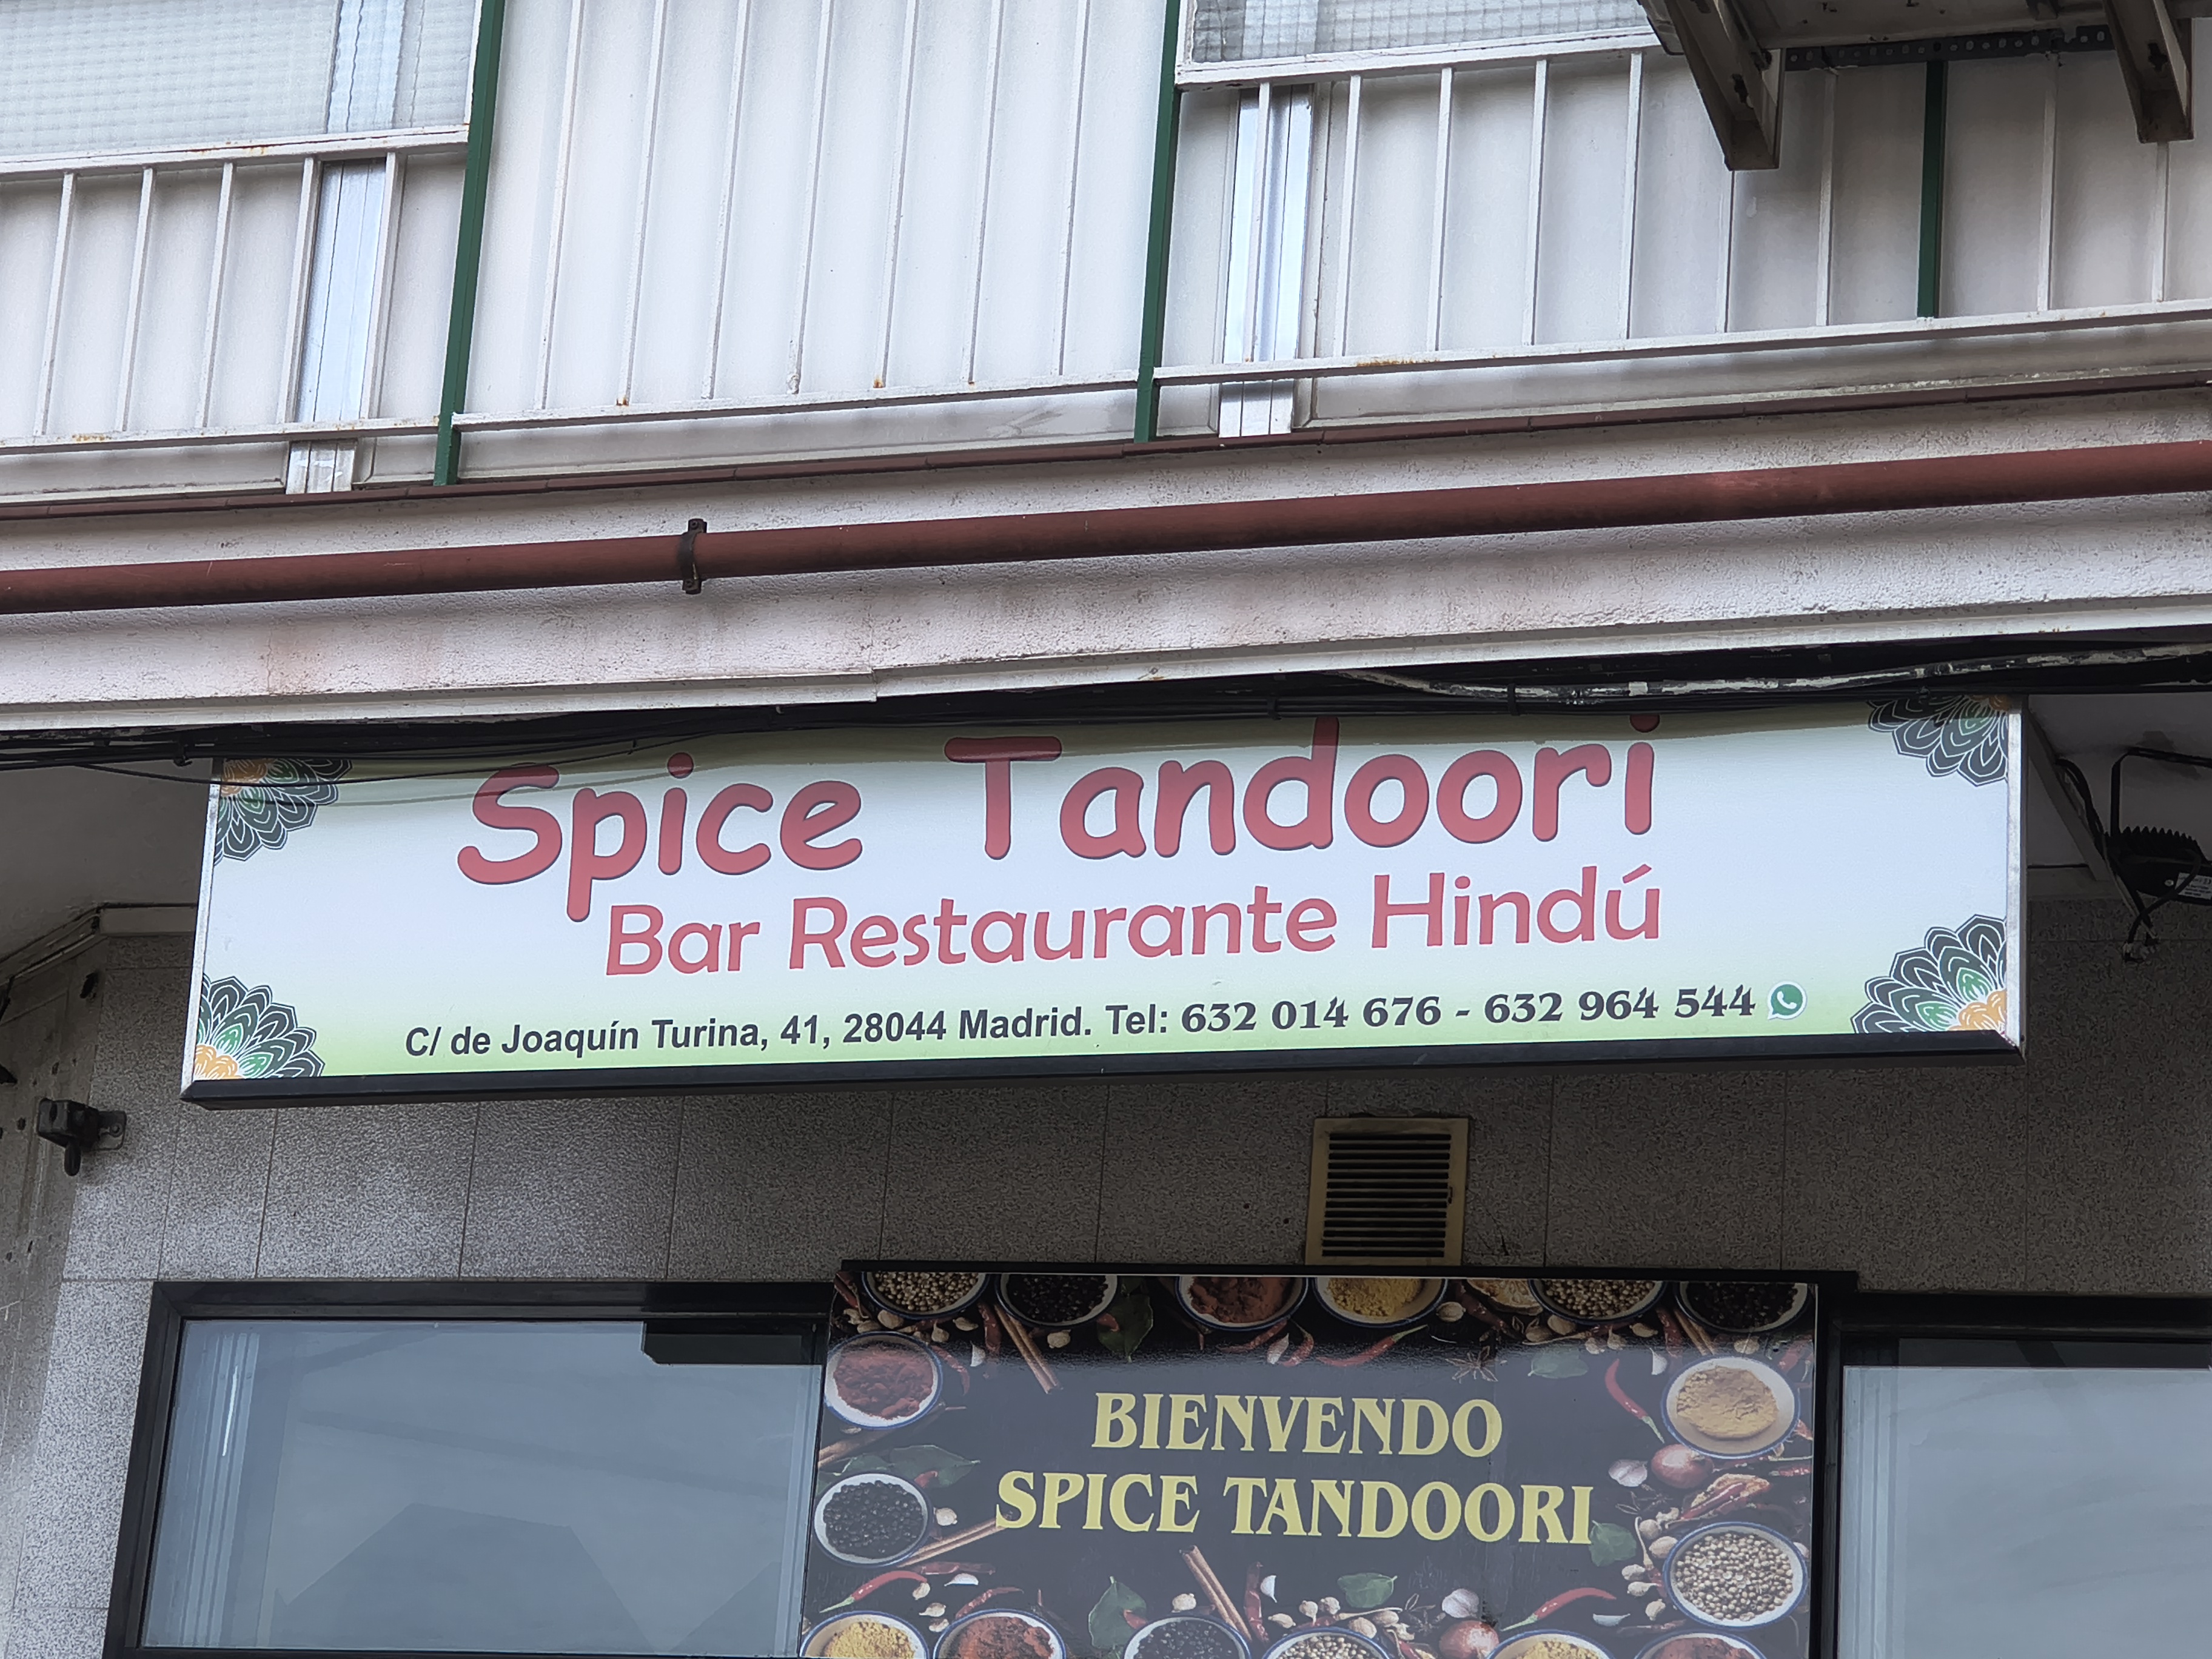 Spice Tandoori
Bar Restaurante Hindú
C/ de Joaquín Turina, 41, 28044 Madrid. Tel: 632 014 676 - 632 964 544
BIENVENDO
SPICE TANDOORI